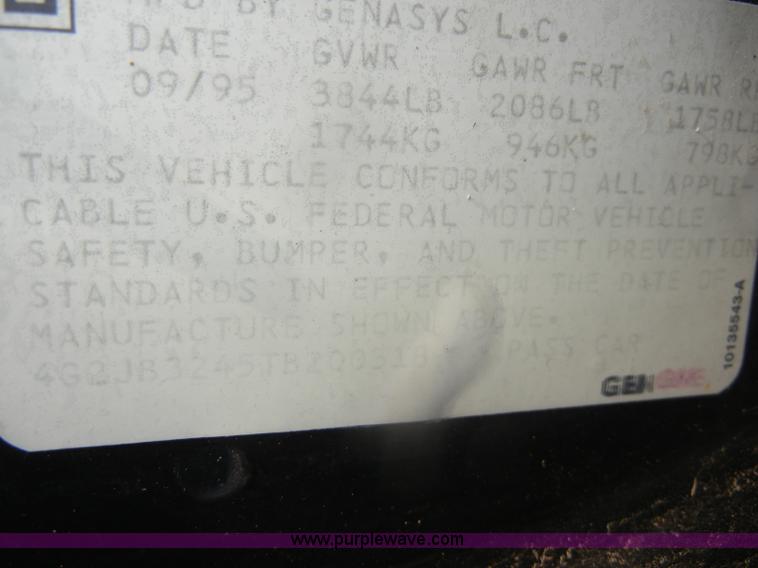 MFD BY GENASYS L.C.
DATE GVWR GAWR FRT GAWR
09/95 3844LB 2086LB 1758LB
1744KG 946KG 798KG
THIS VEHICLE CONFORMS TO ALL APPLI-
CABLE U.S. FEDERAL MOTOR VEHICLE
SAFETY, BUMPER, AND THEFT PREVENTION
STANDARDS IN EFFECT ON THE DATE OF
MANUFACTURE SHOWN ABOVE.
PASS CAR
10135543-A
www.purplewave.com